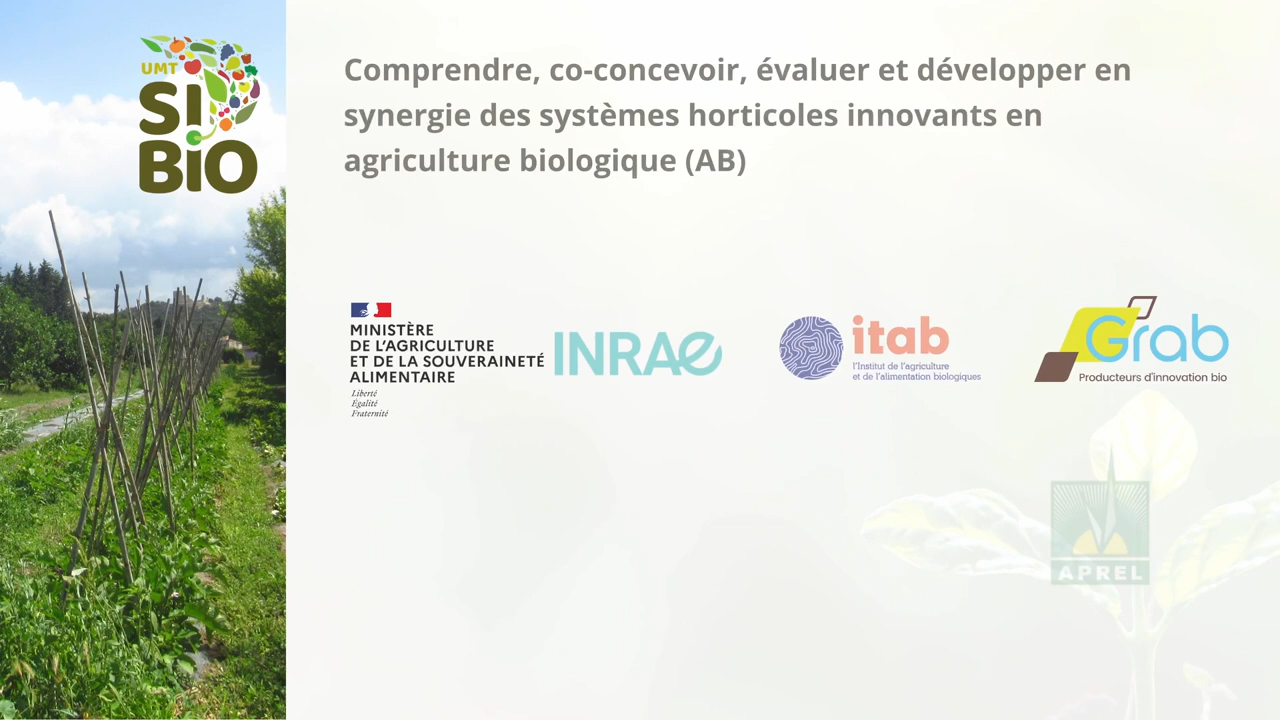 UMT
SI
BIO
Comprendre, co-concevoir, évaluer et développer en
synergie des systèmes horticoles innovants en
agriculture biologique (AB)
MINISTÈRE
DE L'AGRICULTURE
ET DE LA SOUVERAINETÉ
ALIMENTAIRE
Liberté
Égalité
Fraternité
INRAE
itab
l'Institut de l'agriculture
et de l'alimentation biologiques
Grab
Producteurs d'innovation bio
APREL